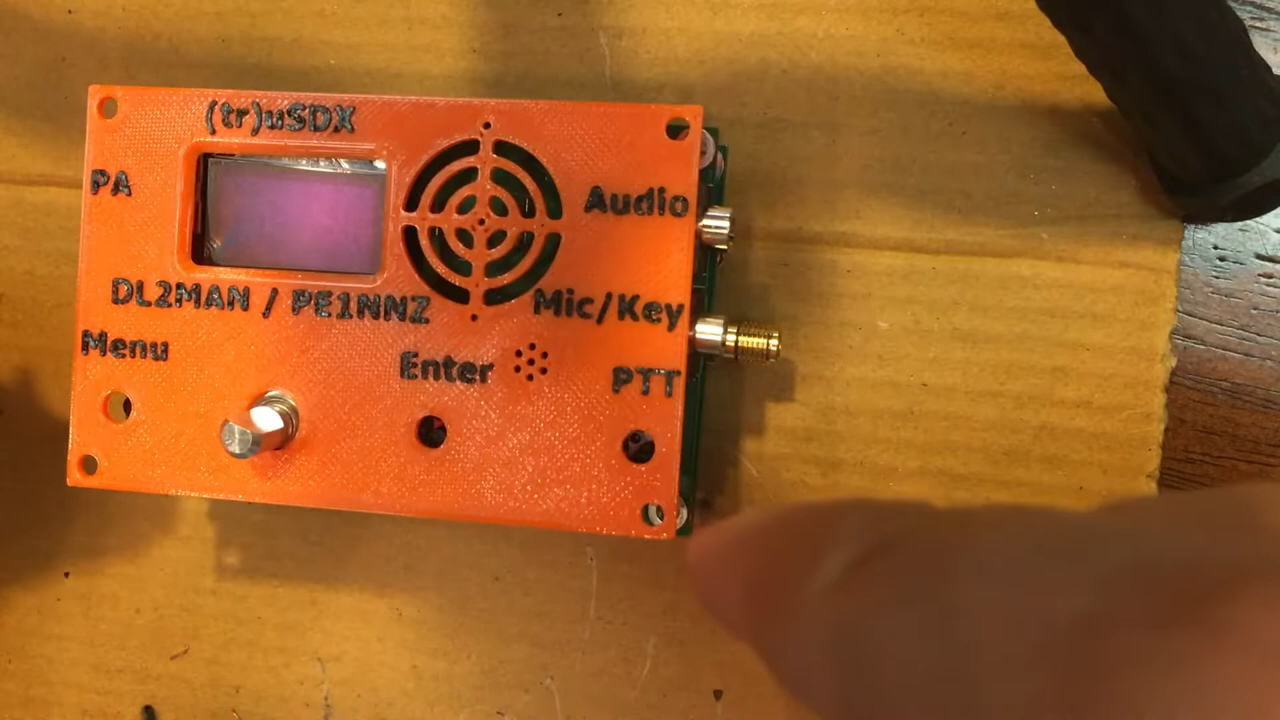 (tr)uSDX
PA
Audio
DL2MAN / PE1NNZ
Mic/Key
Menu
Enter
PTT